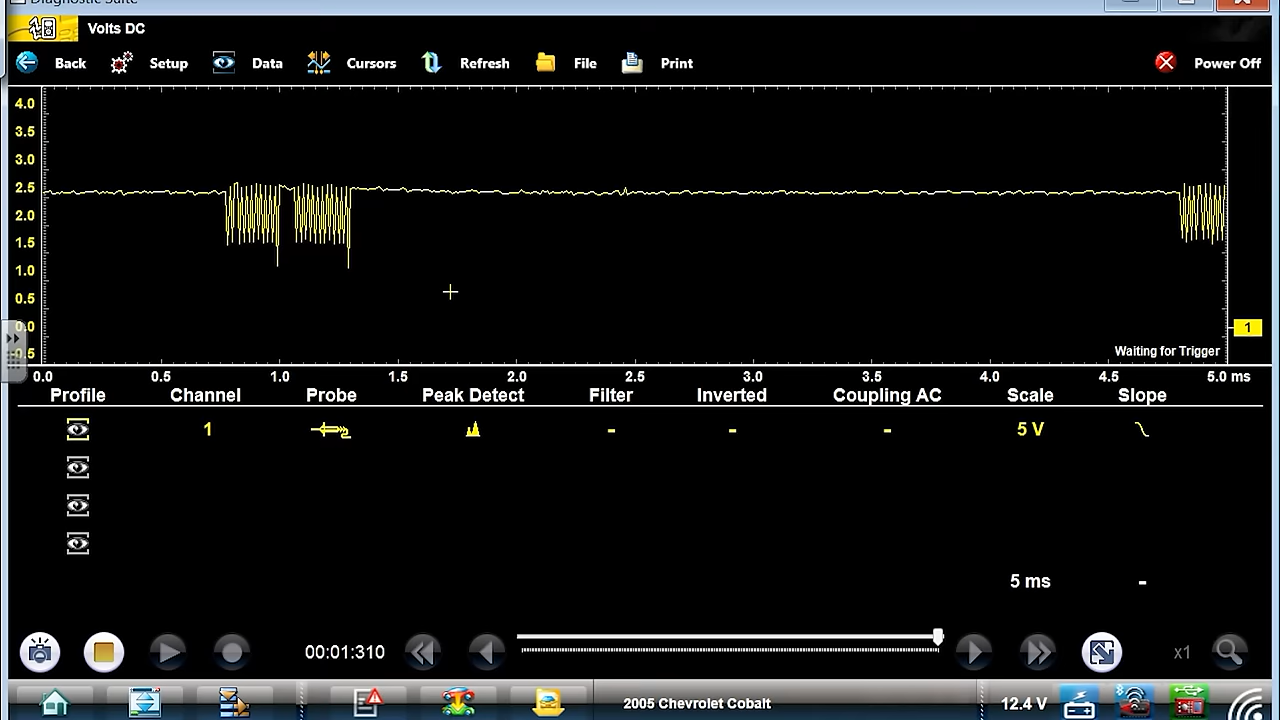 Diagnostic Suite
Volts DC
Back Setup Data Cursors Refresh File Print Power Off
4.0
3.5
3.0
2.5
2.0
1.5
1.0
0.5
0.0
1
Waiting for Trigger
0.0 0.5 1.0 1.5 2.0 2.5 3.0 3.5 4.0 4.5 5.0 ms
Profile Channel Probe Peak Detect Filter Inverted Coupling AC Scale Slope
1 2 - - - 5 V
5 ms -
00:01:310 x1
2005 Chevrolet Cobalt 12.4 V